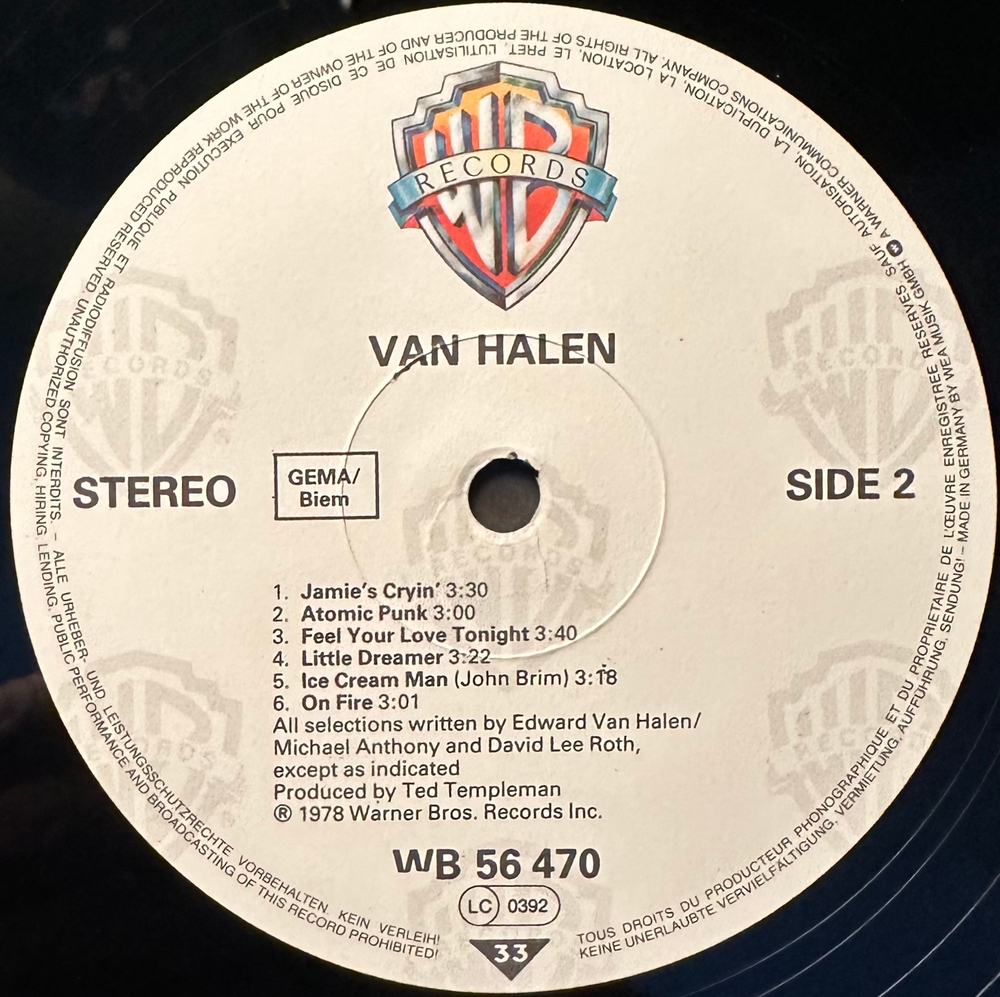 WB
RECORDS
VAN HALEN
STEREO
GEMA/
Biem
SIDE 2
1. Jamie's Cryin' 3:30
2. Atomic Punk 3:00
3. Feel Your Love Tonight 3:40
4. Little Dreamer 3:22
5. Ice Cream Man (John Brim) 3:18
6. On Fire 3:01
All selections written by Edward Van Halen/
Michael Anthony and David Lee Roth,
except as indicated
Produced by Ted Templeman
® 1978 Warner Bros. Records Inc.
WB 56 470
LC 0392
33
TOUS DROITS DU PRODUCTEUR PHONOGRAPHIQUE ET DU PROPRIETAIRE DE L'ŒUVRE ENREGISTREE RESERVES SAUF AUTORISATION, LA DUPLICATION, LA LOCATION, LE PRET, L'UTILISATION DE CE DISQUE POUR EXECUTION PUBLIQUE ET RADIODIFFUSION SONT INTERDITS. – ALLE URHEBER- UND LEISTUNGSSCHUTZRECHTE VORBEHALTEN. KEIN VERLEIH!
KEINE UNERLAUBTE VERVIELFÄLTIGUNG, VERMIETUNG, AUFFÜHRUNG, SENDUNG! – MADE IN GERMANY BY WEA MUSIK GMBH A WARNER COMMUNICATIONS COMPANY. ALL RIGHTS OF THE PRODUCER AND OF THE OWNER OF THE WORK REPRODUCED RESERVED. UNAUTHORIZED COPYING, HIRING, LENDING, PUBLIC PERFORMANCE AND BROADCASTING OF THIS RECORD PROHIBITED!